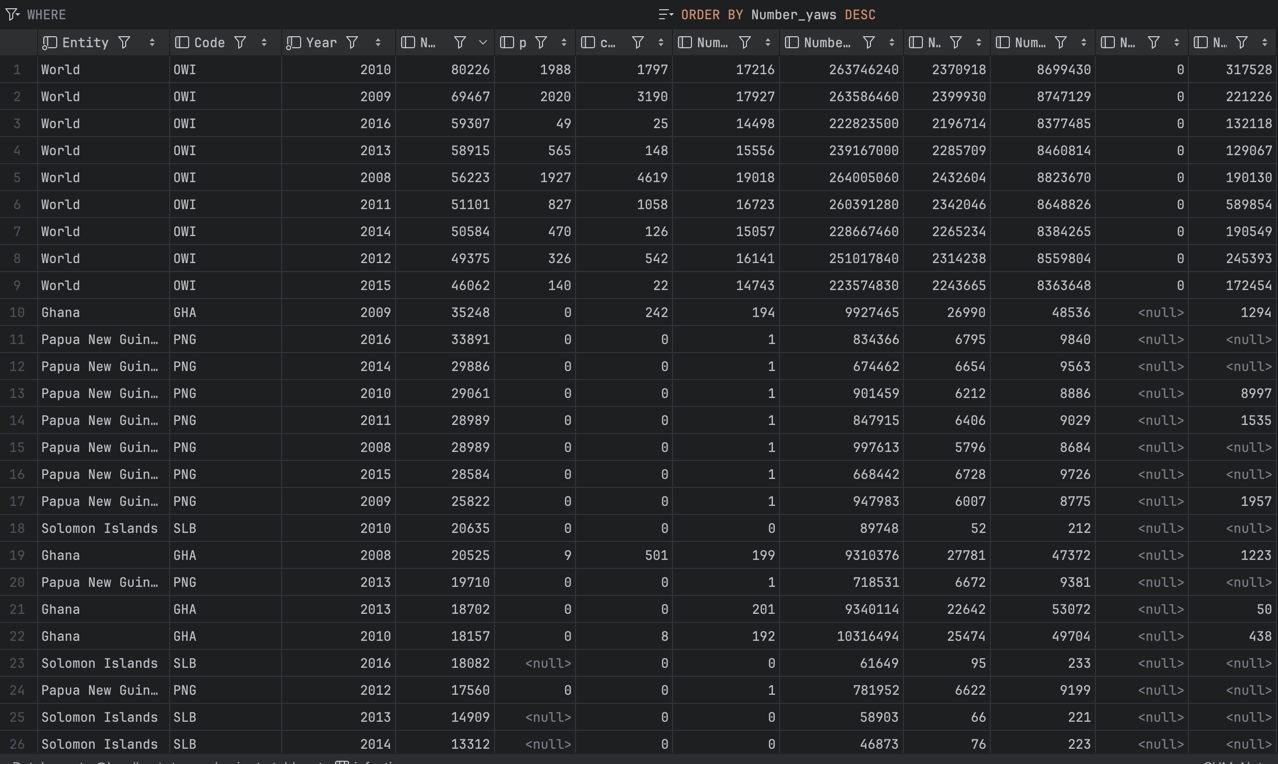 WHERE ORDER BY Number_yaws DESC
Entity Code Year N... p c... Num... Numbe... N. Num... N... N...
1 World OWI 2010 80226 1988 1797 17216 263746240 2370918 8699430 0 317528
2 World OWI 2009 69467 2020 3190 17927 263586460 2399930 8747129 0 221226
3 World OWI 2016 59307 49 25 14498 222823500 2196714 8377485 0 132118
4 World OWI 2013 58915 565 148 15556 239167000 2285709 8460814 0 129067
5 World OWI 2008 56223 1927 4619 19018 264005060 2432604 8823670 0 190130
6 World OWI 2011 51101 827 1058 16723 260391280 2342046 8648826 0 589854
7 World OWI 2014 50584 470 126 15057 228667460 2265234 8384265 0 190549
8 World OWI 2012 49375 326 542 16141 251017840 2314238 8559804 0 245393
9 World OWI 2015 46062 140 22 14743 223574830 2243665 8363648 0 172454
10 Ghana GHA 2009 35248 0 242 194 9927465 26990 48536 <null> 1294
11 Papua New Guin... PNG 2016 33891 0 0 1 834366 6795 9840 <null> <null>
12 Papua New Guin... PNG 2014 29886 0 0 1 674462 6654 9563 <null> <null>
13 Papua New Guin... PNG 2010 29061 0 0 1 901459 6212 8886 <null> 8997
14 Papua New Guin... PNG 2011 28989 0 0 1 847915 6406 9029 <null> 1535
15 Papua New Guin... PNG 2008 28989 0 0 1 997613 5796 8684 <null> <null>
16 Papua New Guin... PNG 2015 28584 0 0 1 668442 6728 9726 <null> <null>
17 Papua New Guin... PNG 2009 25822 0 0 1 947983 6007 8775 <null> 1957
18 Solomon Islands SLB 2010 20635 0 0 0 89748 52 212 <null> <null>
19 Ghana GHA 2008 20525 9 501 199 9310376 27781 47372 <null> 1223
20 Papua New Guin... PNG 2013 19710 0 0 1 718531 6672 9381 <null> <null>
21 Ghana GHA 2013 18702 0 0 201 9340114 22642 53072 <null> 50
22 Ghana GHA 2010 18157 0 8 192 10316494 25474 49704 <null> 438
23 Solomon Islands SLB 2016 18082 <null> 0 0 61649 95 233 <null> <null>
24 Papua New Guin... PNG 2012 17560 0 0 1 781952 6622 9199 <null> <null>
25 Solomon Islands SLB 2013 14909 <null> 0 0 58903 66 221 <null> <null>
26 Solomon Islands SLB 2014 13312 <null> 0 0 46873 76 223 <null> <null>